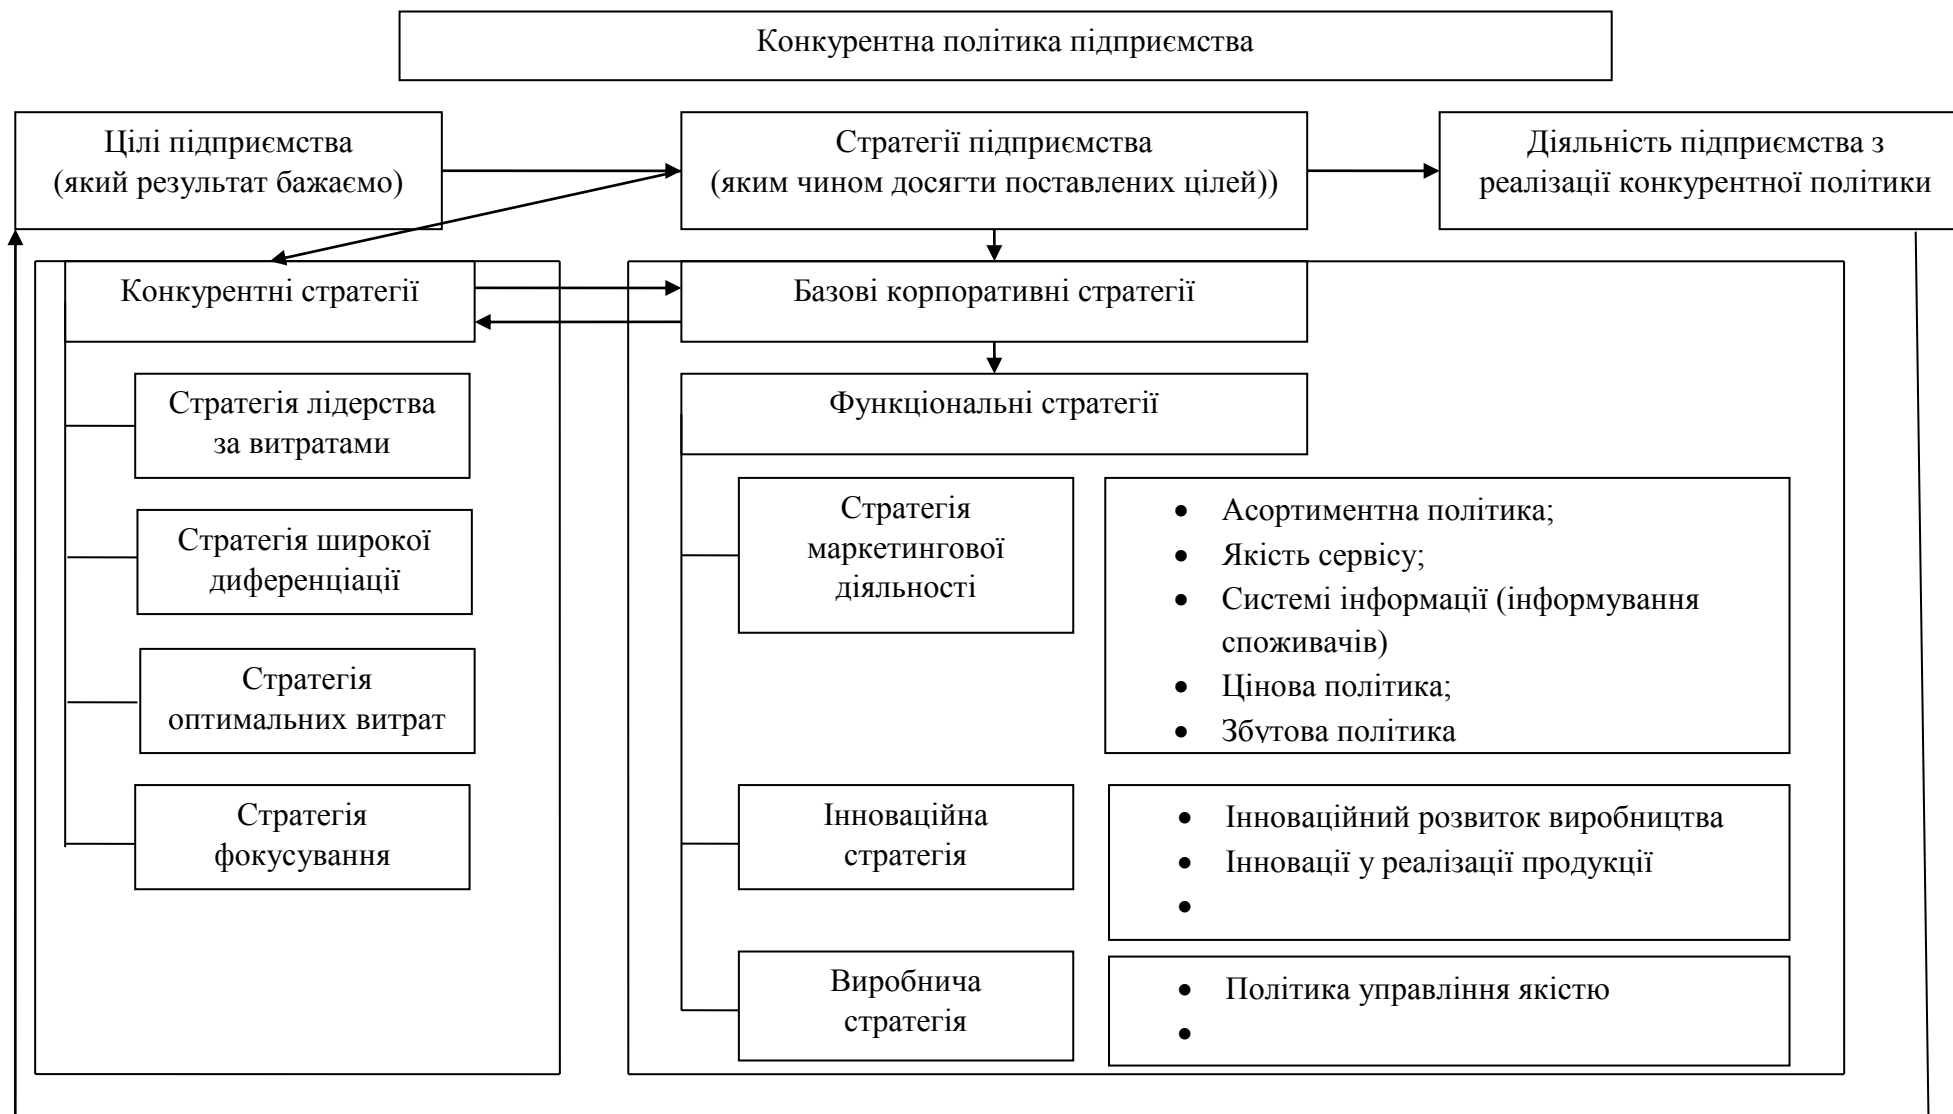 Конкурентна політика підприємства
Цілі підприємства
(який результат бажаємо)
Стратегії підприємства
(яким чином досягти поставлених цілей))
Діяльність підприємства з
реалізації конкурентної політики
Конкурентні стратегії
Базові корпоративні стратегії
Стратегія лідерства
за витратами
Стратегія широкої
диференціації
Стратегія
оптимальних витрат
Стратегія
фокусування
Функціональні стратегії
Стратегія
маркетингової
діяльності
• Асортиментна політика;
• Якість сервісу;
• Системі інформації (інформування
споживачів)
• Цінова політика;
• Збутова політика
Інноваційна
стратегія
• Інноваційний розвиток виробництва
• Інновації у реалізації продукції
•
Виробнича
стратегія
• Політика управління якістю
•